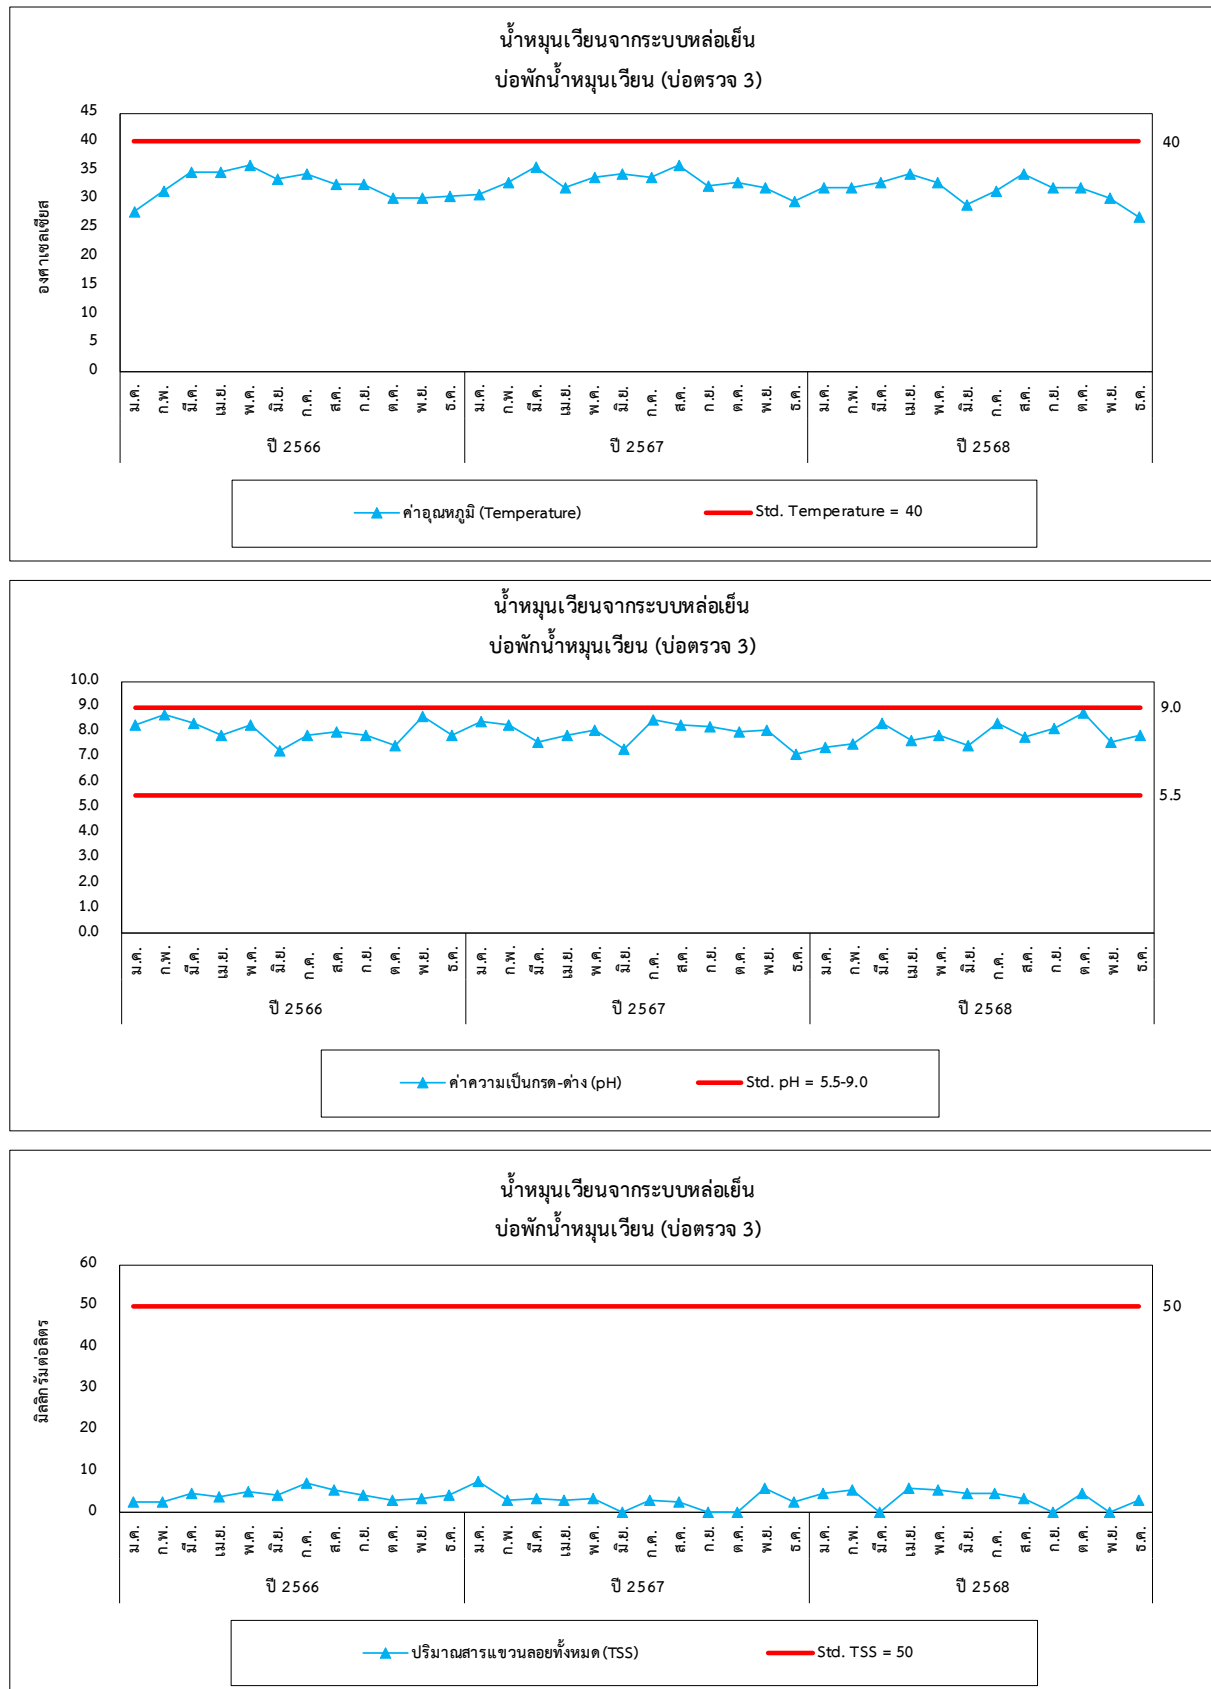 น้ำหมุนเวียนจากระบบหล่อเย็น
บ่อพักน้ำหมุนเวียน (บ่อตรวจ 3)
องศาเซลเซียส
45
40
35
30
25
20
15
10
5
0
40
ม.ค. ก.พ. มี.ค. เม.ย. พ.ค. มิ.ย. ก.ค. ส.ค. ก.ย. ต.ค. พ.ย. ธ.ค. ม.ค. ก.พ. มี.ค. เม.ย. พ.ค. มิ.ย. ก.ค. ส.ค. ก.ย. ต.ค. พ.ย. ธ.ค. ม.ค. ก.พ. มี.ค. เม.ย. พ.ค. มิ.ย. ก.ค. ส.ค. ก.ย. ต.ค. พ.ย. ธ.ค.
ปี 2566 ปี 2567 ปี 2568
ค่าอุณหภูมิ (Temperature) Std. Temperature = 40
น้ำหมุนเวียนจากระบบหล่อเย็น
บ่อพักน้ำหมุนเวียน (บ่อตรวจ 3)
10.0
9.0
8.0
7.0
6.0
5.0
4.0
3.0
2.0
1.0
0.0
9.0
5.5
ม.ค. ก.พ. มี.ค. เม.ย. พ.ค. มิ.ย. ก.ค. ส.ค. ก.ย. ต.ค. พ.ย. ธ.ค. ม.ค. ก.พ. มี.ค. เม.ย. พ.ค. มิ.ย. ก.ค. ส.ค. ก.ย. ต.ค. พ.ย. ธ.ค. ม.ค. ก.พ. มี.ค. เม.ย. พ.ค. มิ.ย. ก.ค. ส.ค. ก.ย. ต.ค. พ.ย. ธ.ค.
ปี 2566 ปี 2567 ปี 2568
ค่าความเป็นกรด-ด่าง (pH) Std. pH = 5.5-9.0
น้ำหมุนเวียนจากระบบหล่อเย็น
บ่อพักน้ำหมุนเวียน (บ่อตรวจ 3)
มิลลิกรัมต่อลิตร
60
50
40
30
20
10
0
50
ม.ค. ก.พ. มี.ค. เม.ย. พ.ค. มิ.ย. ก.ค. ส.ค. ก.ย. ต.ค. พ.ย. ธ.ค. ม.ค. ก.พ. มี.ค. เม.ย. พ.ค. มิ.ย. ก.ค. ส.ค. ก.ย. ต.ค. พ.ย. ธ.ค. ม.ค. ก.พ. มี.ค. เม.ย. พ.ค. มิ.ย. ก.ค. ส.ค. ก.ย. ต.ค. พ.ย. ธ.ค.
ปี 2566 ปี 2567 ปี 2568
ปริมาณสารแขวนลอยทั้งหมด (TSS) Std. TSS = 50